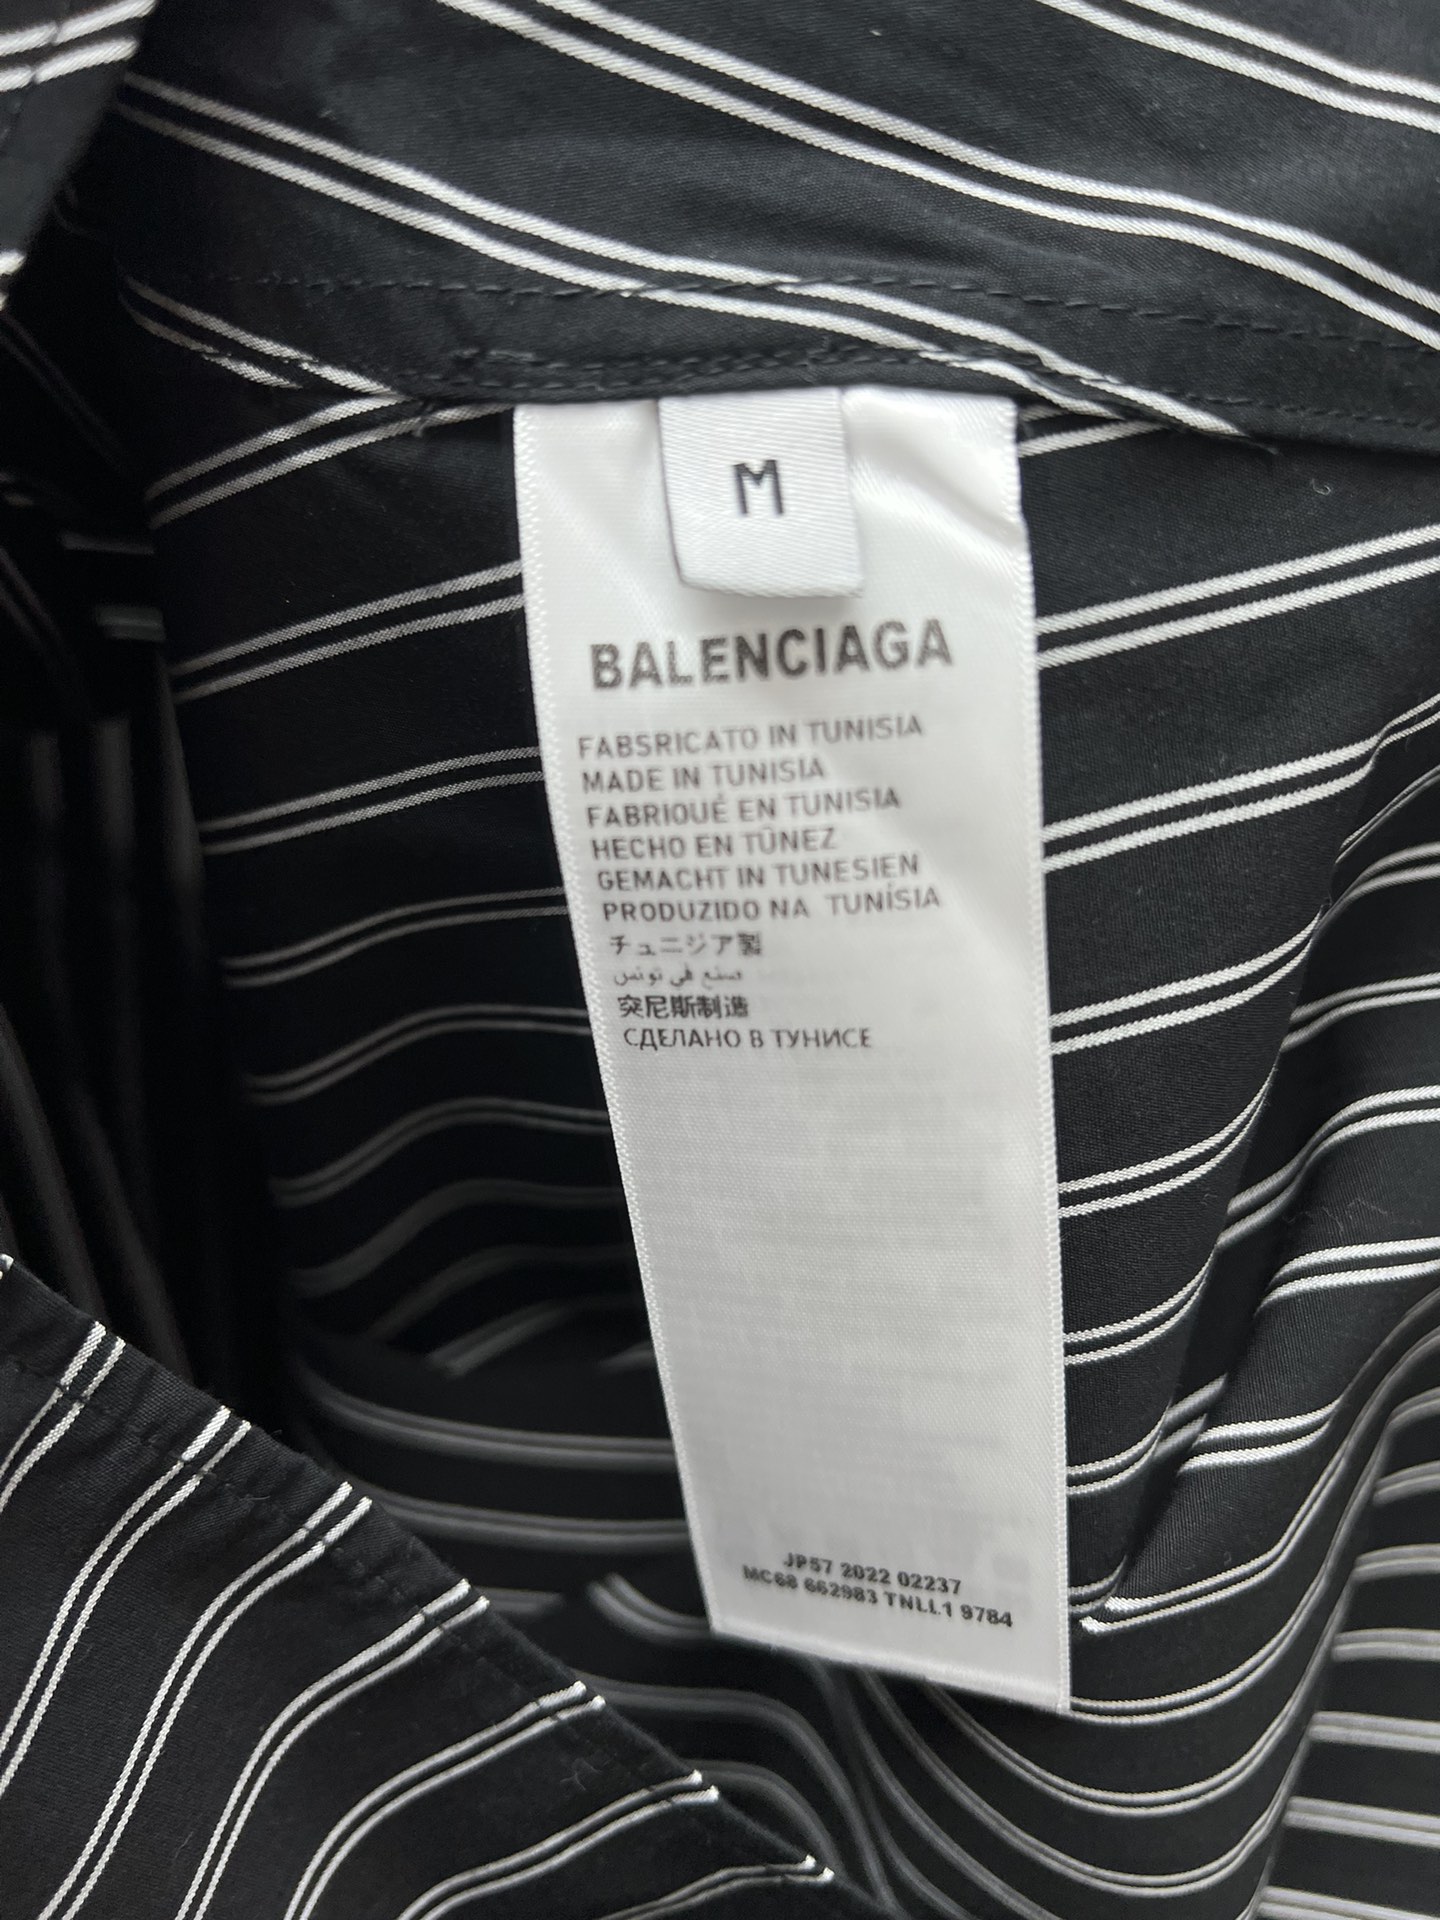 M
BALENCIAGA
FABSRICATO IN TUNISIA
MADE IN TUNISIA
FABRIQUÉ EN TUNISIA
HECHO EN TÛNEZ
GEMACHT IN TUNESIEN
PRODUZIDO NA TUNÍSIA
チュニジア製
صنع في تونس
突尼斯制造
СДЕЛАНО В ТУНИСЕ
JP57 2022 02237
MC68 662983 TNLL1 9784